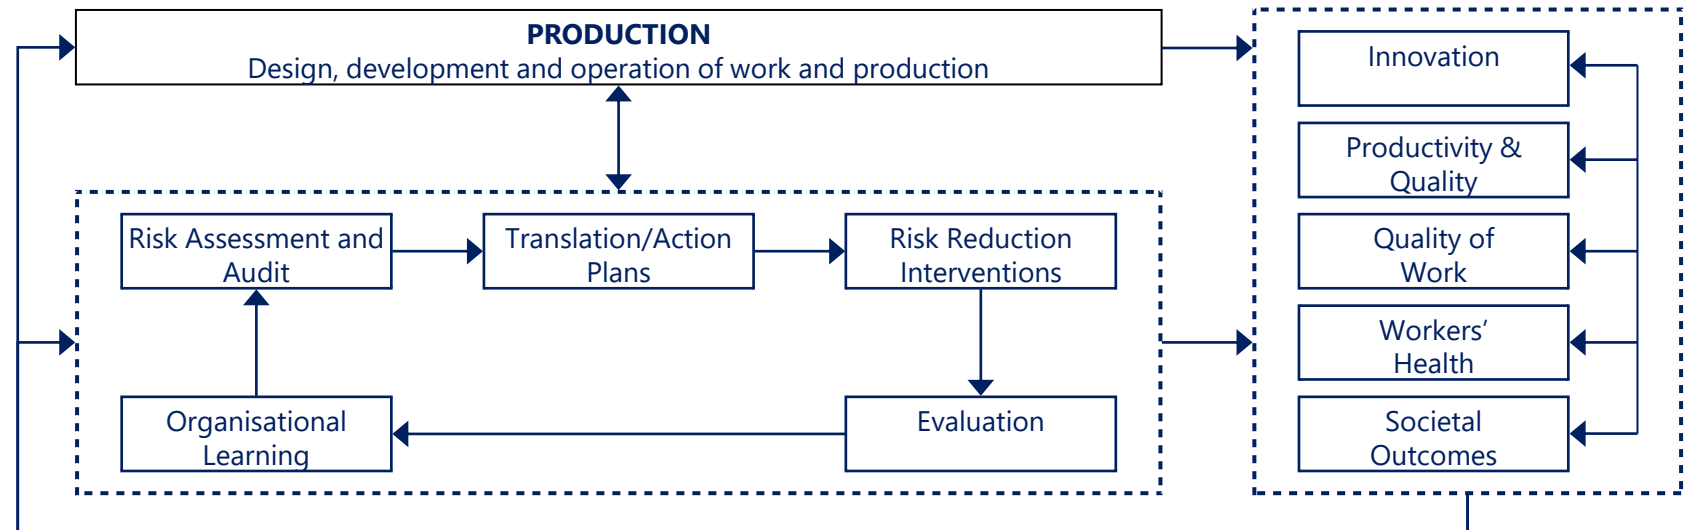 PRODUCTION
Design, development and operation of work and production
Risk Assessment and
Audit
Translation/Action
Plans
Risk Reduction
Interventions
Organisational
Learning
Evaluation
Innovation
Productivity &
Quality
Quality of
Work
Workers’
Health
Societal
Outcomes